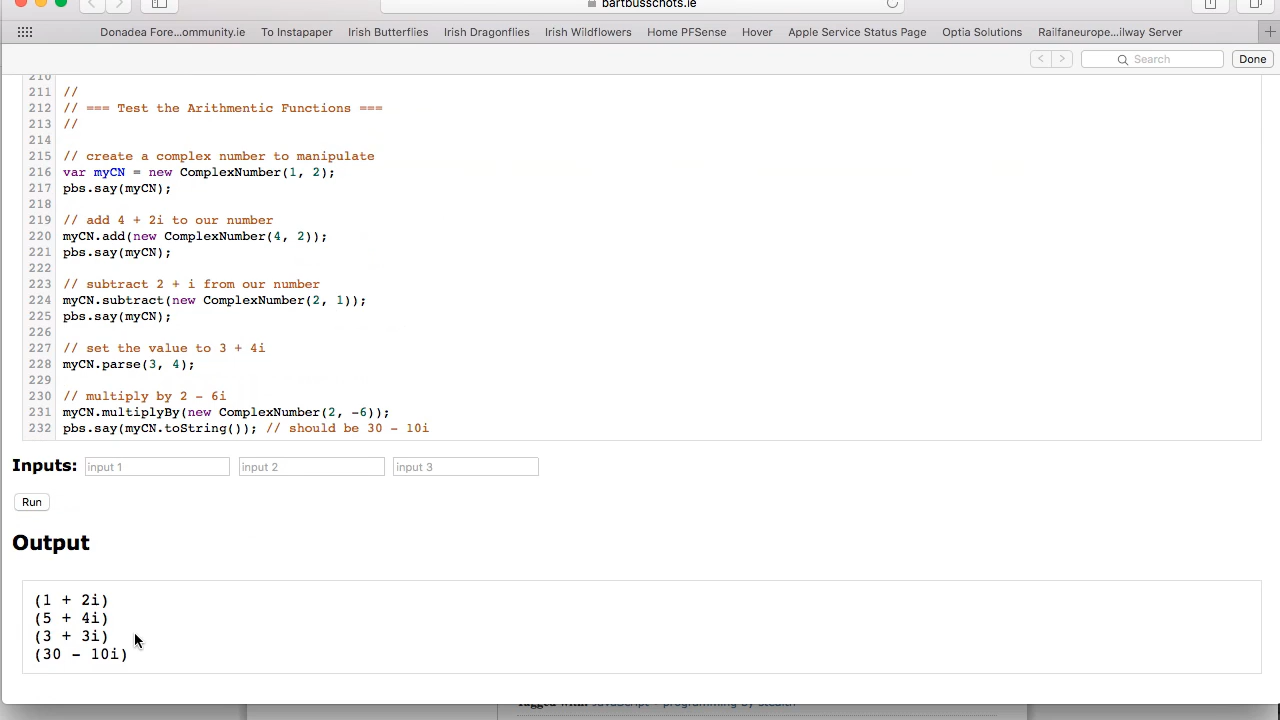 bartbusschots.ie
Donadea Fore...ommunity.ie To Instapaper Irish Butterflies Irish Dragonflies Irish Wildflowers Home PFSense Hover Apple Service Status Page Optia Solutions Railfaneurope...ilway Server
Search Done
210
211 //
212 // === Test the Arithmentic Functions ===
213 //
214
215 // create a complex number to manipulate
216 var myCN = new ComplexNumber(1, 2);
217 pbs.say(myCN);
218
219 // add 4 + 2i to our number
220 myCN.add(new ComplexNumber(4, 2));
221 pbs.say(myCN);
222
223 // subtract 2 + i from our number
224 myCN.subtract(new ComplexNumber(2, 1));
225 pbs.say(myCN);
226
227 // set the value to 3 + 4i
228 myCN.parse(3, 4);
229
230 // multiply by 2 - 6i
231 myCN.multiplyBy(new ComplexNumber(2, -6));
232 pbs.say(myCN.toString()); // should be 30 - 10i
Inputs: input 1 input 2 input 3
Run
Output
(1 + 2i)
(5 + 4i)
(3 + 3i)
(30 - 10i)
Tagged With: JavaScript, programming by stealth